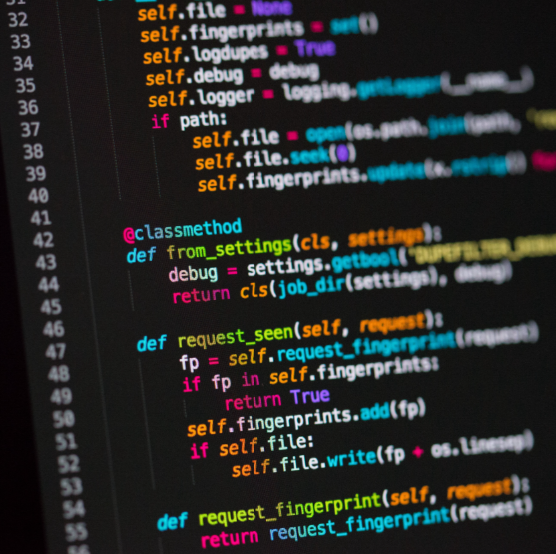 31 def
32 self.file = None
33 self.fingerprints = set()
34 self.logdupes = True
35 self.debug = debug
36 self.logger = logging.getLogger(__name__)
37 if path:
38 self.file = open(os.path.join(path,
39 self.file.seek(0)
40 self.fingerprints.update(x.rstrip()
41
42 @classmethod
43 def from_settings(cls, settings):
44 debug = settings.getbool("DUPEFILTER_DEBUG
45 return cls(job_dir(settings), debug)
46
47 def request_seen(self, request):
48 fp = self.request_fingerprint(request)
49 if fp in self.fingerprints:
50 return True
51 self.fingerprints.add(fp)
52 if self.file:
53 self.file.write(fp + os.linesep)
54
55 def request_fingerprint(self, request):
56 return request_fingerprint(request)